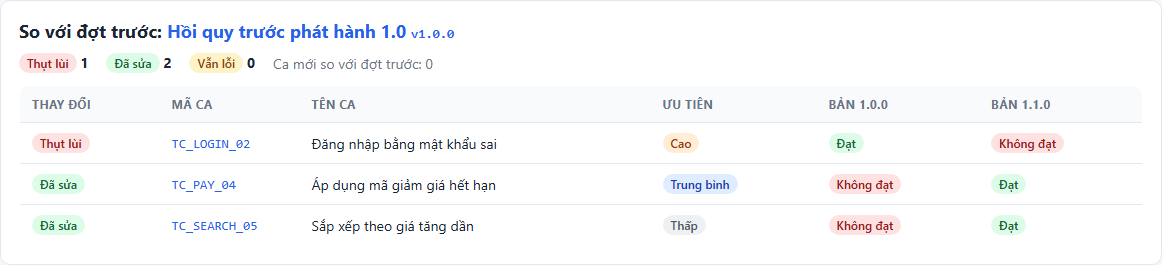 So với đợt trước: Hồi quy trước phát hành 1.0 v1.0.0
Thụt lùi 1 Đã sửa 2 Vẫn lỗi 0 Ca mới so với đợt trước: 0
THAY ĐỔI MÃ CA TÊN CA ƯU TIÊN BẢN 1.0.0 BẢN 1.1.0
Thụt lùi TC_LOGIN_02 Đăng nhập bằng mật khẩu sai Cao Đạt Không đạt
Đã sửa TC_PAY_04 Áp dụng mã giảm giá hết hạn Trung bình Không đạt Đạt
Đã sửa TC_SEARCH_05 Sắp xếp theo giá tăng dần Thấp Không đạt Đạt